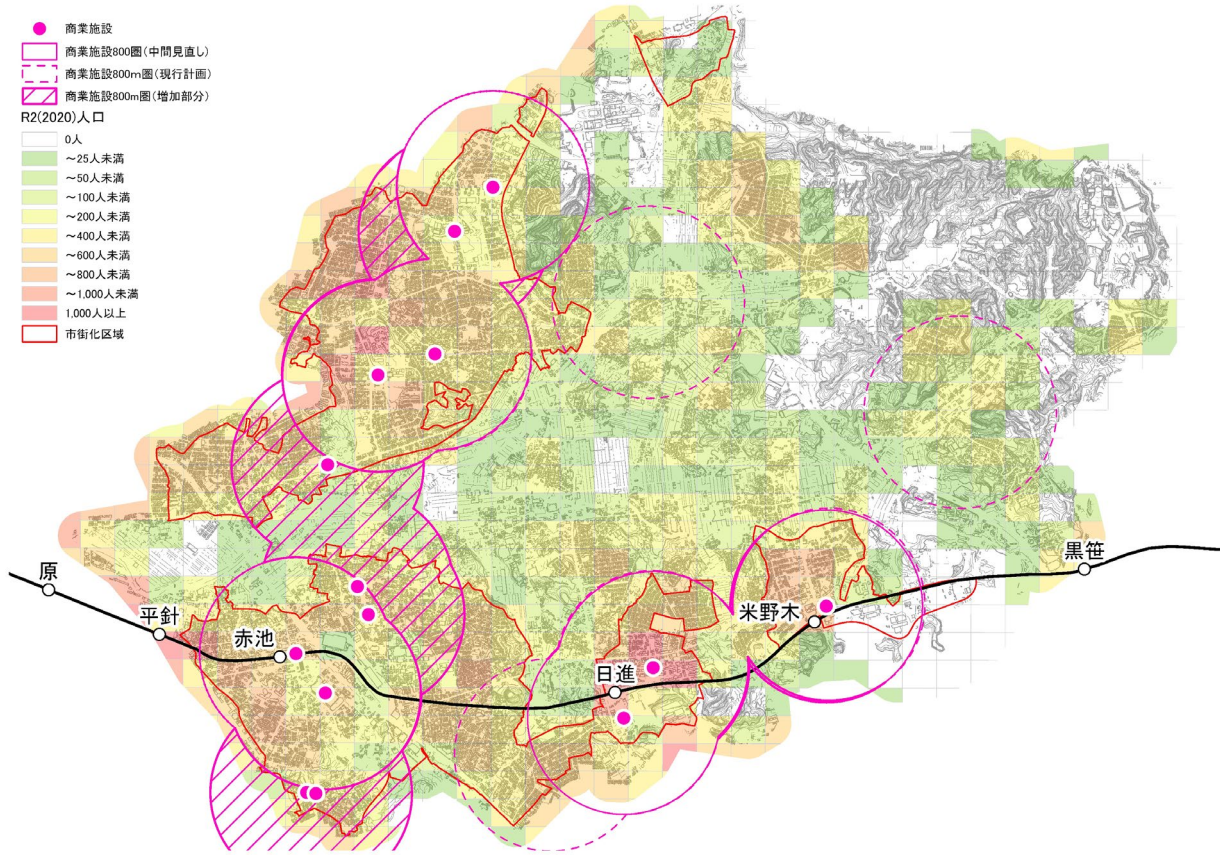 商業施設
商業施設800圏(中間見直し)
商業施設800m圏(現行計画)
商業施設800m圏(増加部分)
R2(2020)人口
0人
~25人未満
~50人未満
~100人未満
~200人未満
~400人未満
~600人未満
~800人未満
~1,000人未満
1,000人以上
市街化区域
原
平針
赤池
日進
米野木
黒笹